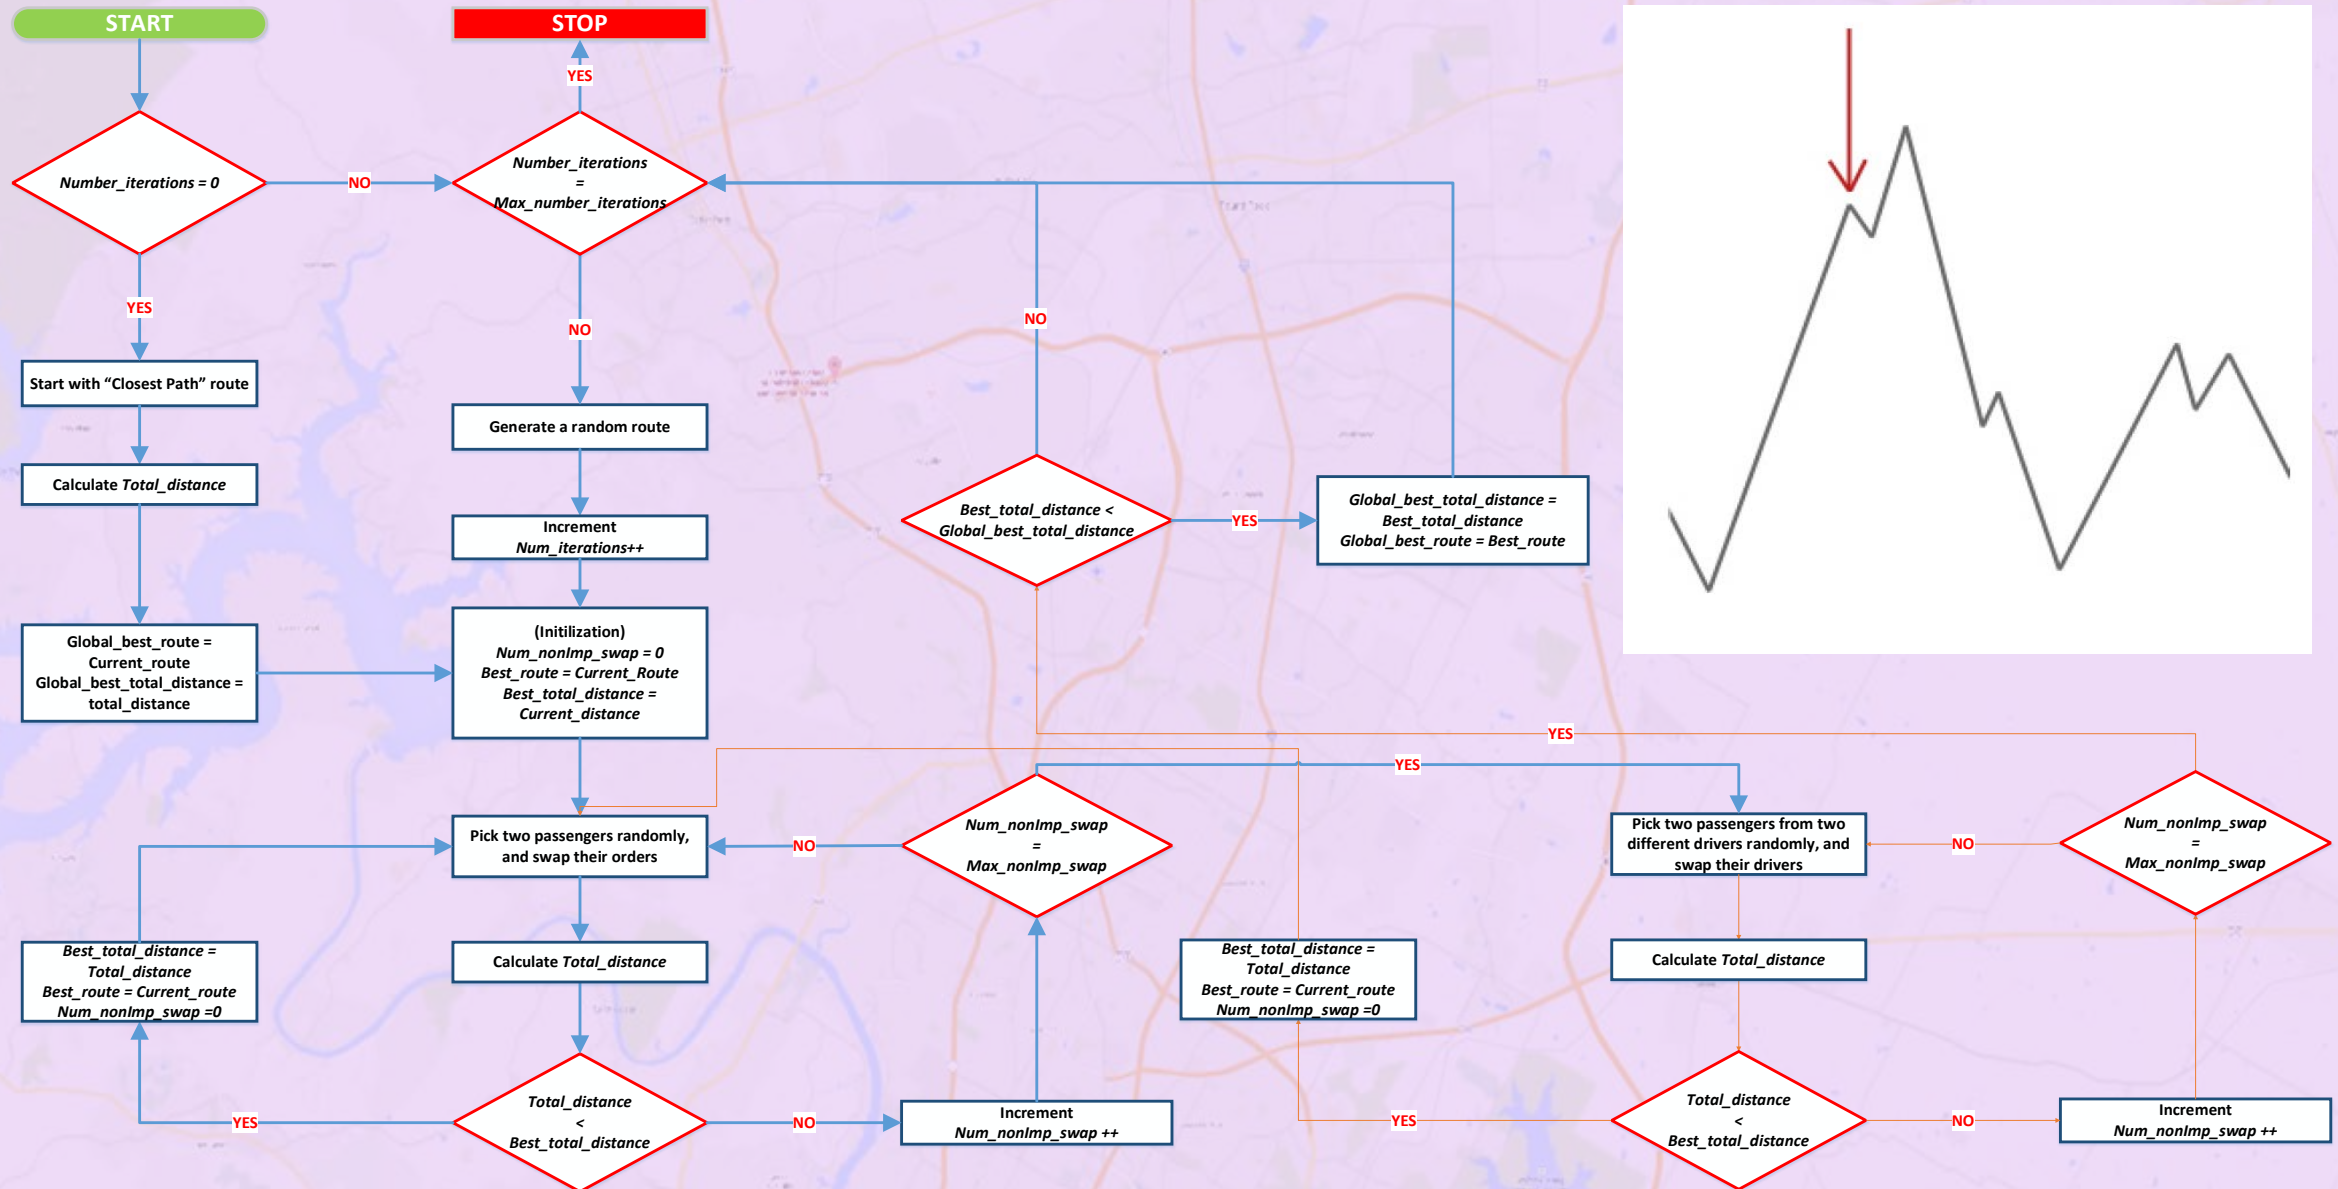 START
STOP
YES
Number_iterations = 0
NO
Number_iterations
=
Max_number_iterations
YES
NO
NO
Start with “Closest Path” route
Generate a random route
Calculate Total_distance
Increment
Num_iterations++
Best_total_distance <
Global_best_total_distance
YES
Global_best_total_distance =
Best_total_distance
Global_best_route = Best_route
Global_best_route =
Current_route
Global_best_total_distance =
total_distance
(Initilization)
Num_nonImp_swap = 0
Best_route = Current_Route
Best_total_distance =
Current_distance
YES
YES
Pick two passengers randomly,
and swap their orders
NO
Num_nonImp_swap
=
Max_nonImp_swap
Pick two passengers from two
different drivers randomly, and
swap their drivers
NO
Num_nonImp_swap
=
Max_nonImp_swap
Best_total_distance =
Total_distance
Best_route = Current_route
Num_nonImp_swap =0
Calculate Total_distance
Best_total_distance =
Total_distance
Best_route = Current_route
Num_nonImp_swap =0
Calculate Total_distance
YES
Total_distance
<
Best_total_distance
NO
Increment
Num_nonImp_swap ++
YES
Total_distance
<
Best_total_distance
NO
Increment
Num_nonImp_swap ++